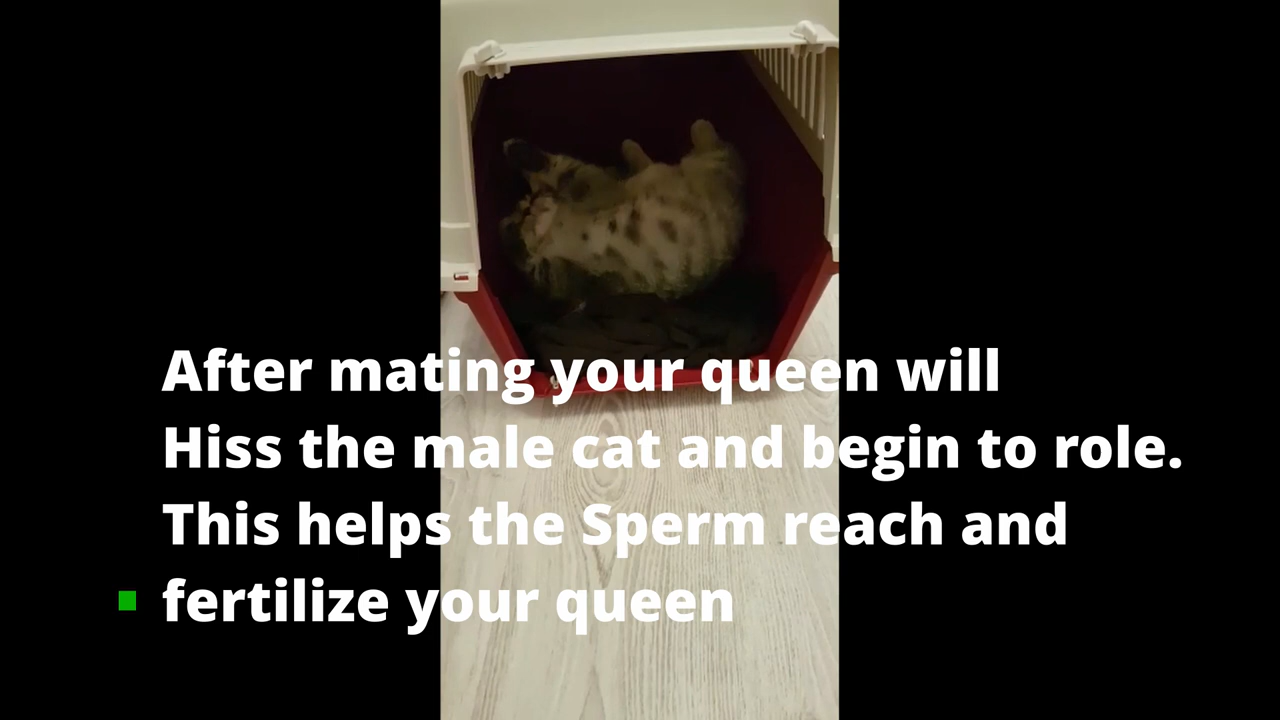 After mating your queen will
Hiss the male cat and begin to role.
This helps the Sperm reach and
fertilize your queen